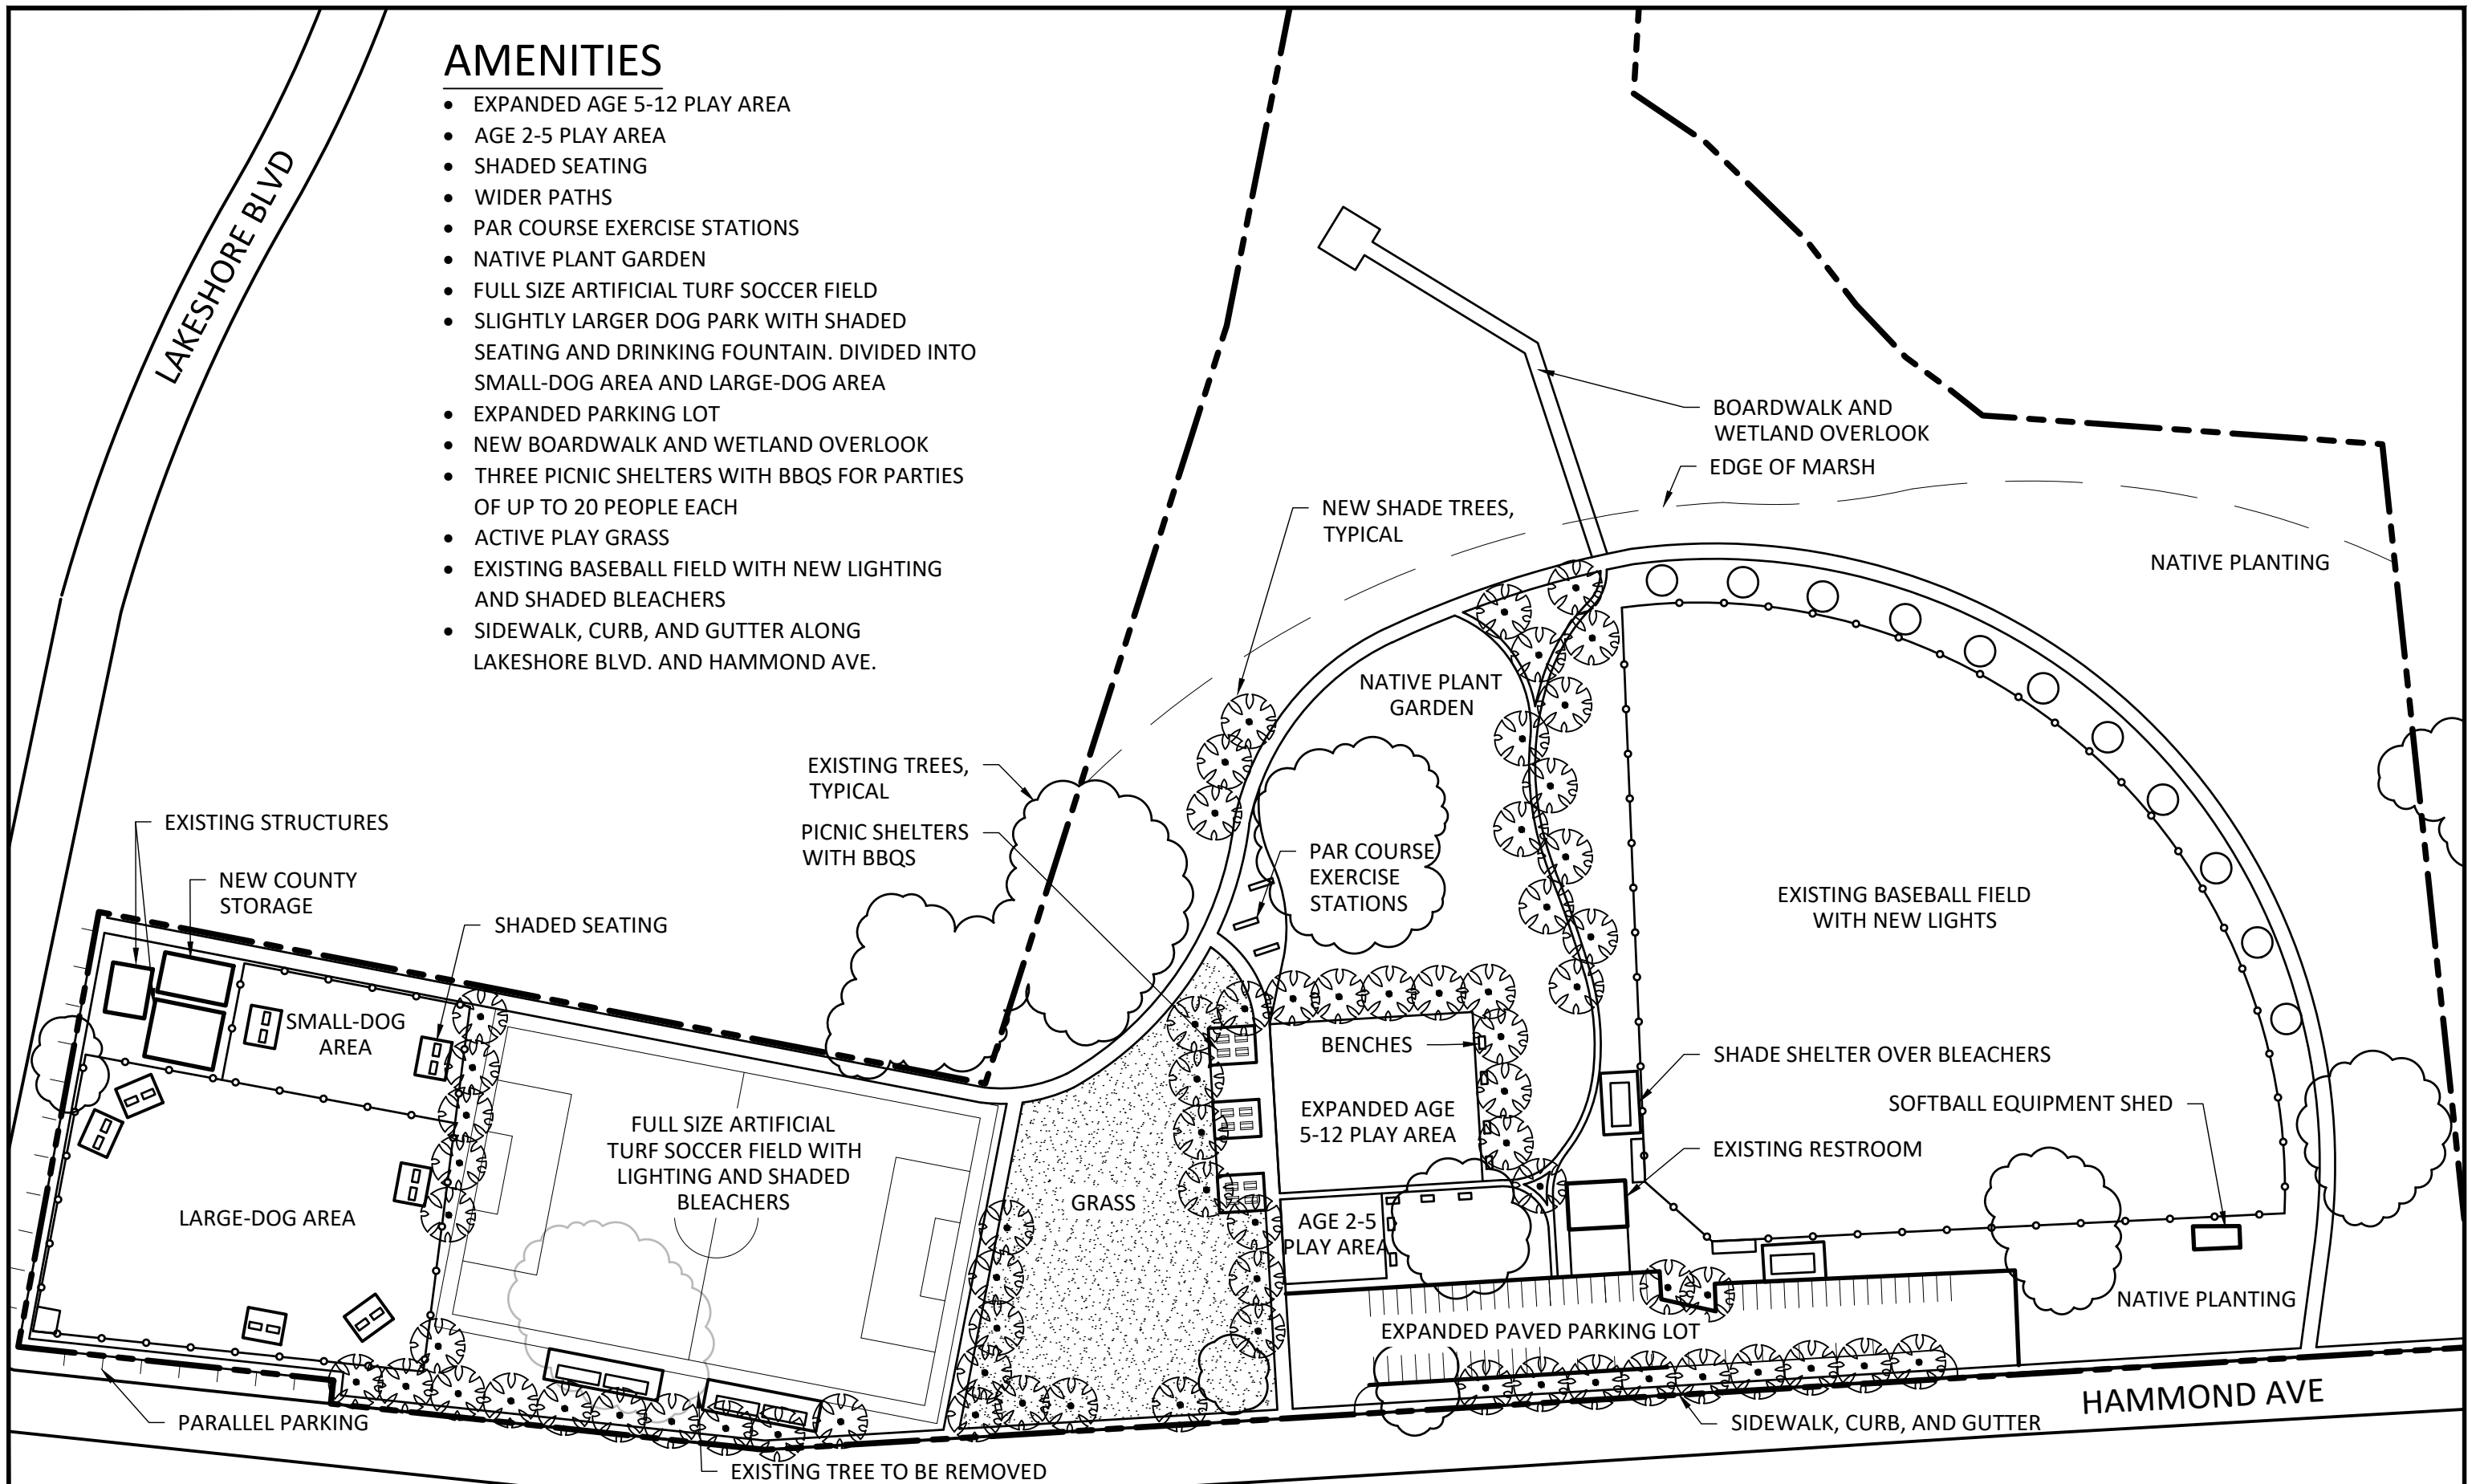 AMENITIES
• EXPANDED AGE 5-12 PLAY AREA
• AGE 2-5 PLAY AREA
• SHADED SEATING
• WIDER PATHS
• PAR COURSE EXERCISE STATIONS
• NATIVE PLANT GARDEN
• FULL SIZE ARTIFICIAL TURF SOCCER FIELD
• SLIGHTLY LARGER DOG PARK WITH SHADED
SEATING AND DRINKING FOUNTAIN. DIVIDED INTO
SMALL-DOG AREA AND LARGE-DOG AREA
• EXPANDED PARKING LOT
• NEW BOARDWALK AND WETLAND OVERLOOK
• THREE PICNIC SHELTERS WITH BBQS FOR PARTIES
OF UP TO 20 PEOPLE EACH
• ACTIVE PLAY GRASS
• EXISTING BASEBALL FIELD WITH NEW LIGHTING
AND SHADED BLEACHERS
• SIDEWALK, CURB, AND GUTTER ALONG
LAKESHORE BLVD. AND HAMMOND AVE.
LAKESHORE BLVD
BOARDWALK AND
WETLAND OVERLOOK
EDGE OF MARSH
NEW SHADE TREES,
TYPICAL
NATIVE PLANTING
NATIVE PLANT
GARDEN
EXISTING TREES,
TYPICAL
PICNIC SHELTERS
WITH BBQS
EXISTING STRUCTURES
NEW COUNTY
STORAGE
SHADED SEATING
PAR COURSE
EXERCISE
STATIONS
EXISTING BASEBALL FIELD
WITH NEW LIGHTS
SMALL-DOG
AREA
BENCHES
SHADE SHELTER OVER BLEACHERS
SOFTBALL EQUIPMENT SHED
FULL SIZE ARTIFICIAL
TURF SOCCER FIELD WITH
LIGHTING AND SHADED
BLEACHERS
EXPANDED AGE
5-12 PLAY AREA
EXISTING RESTROOM
GRASS
LARGE-DOG AREA
AGE 2-5
PLAY AREA
NATIVE PLANTING
EXPANDED PAVED PARKING LOT
HAMMOND AVE
PARALLEL PARKING
SIDEWALK, CURB, AND GUTTER
EXISTING TREE TO BE REMOVED